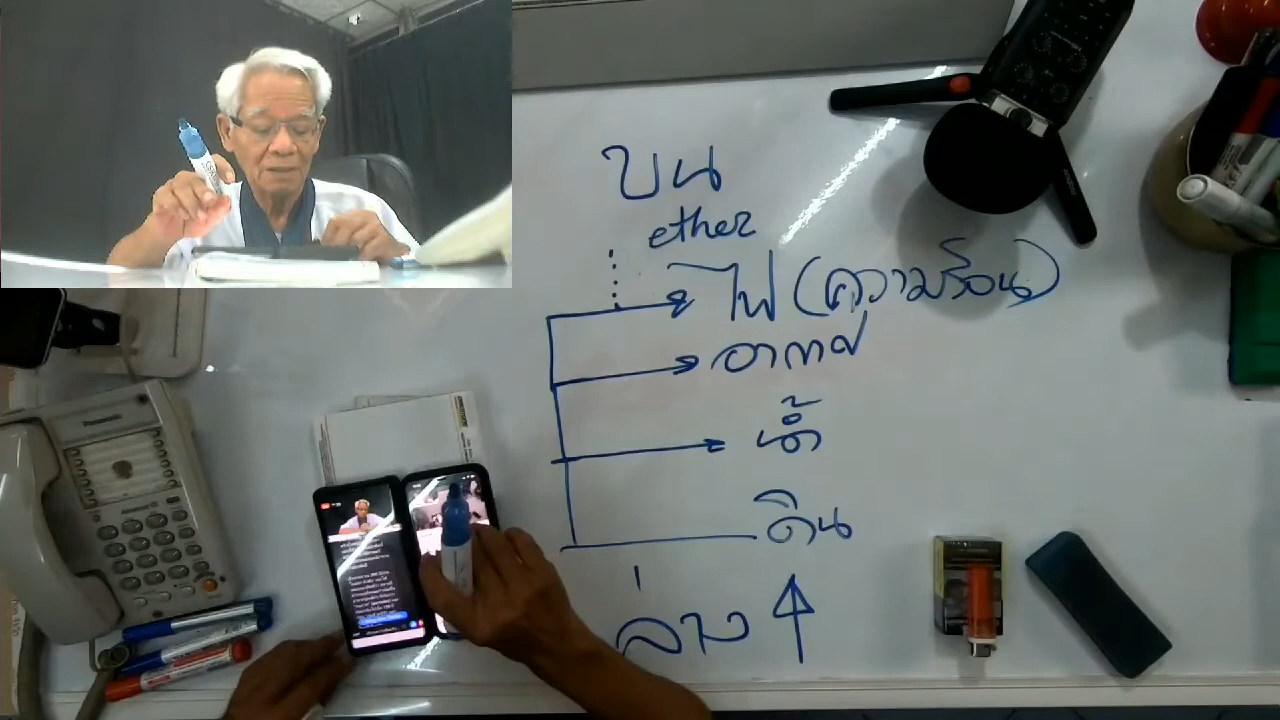 บน
ether
ไฟ (ความร้อน)
อากาศ
น้ำ
ดิน
ล่าง